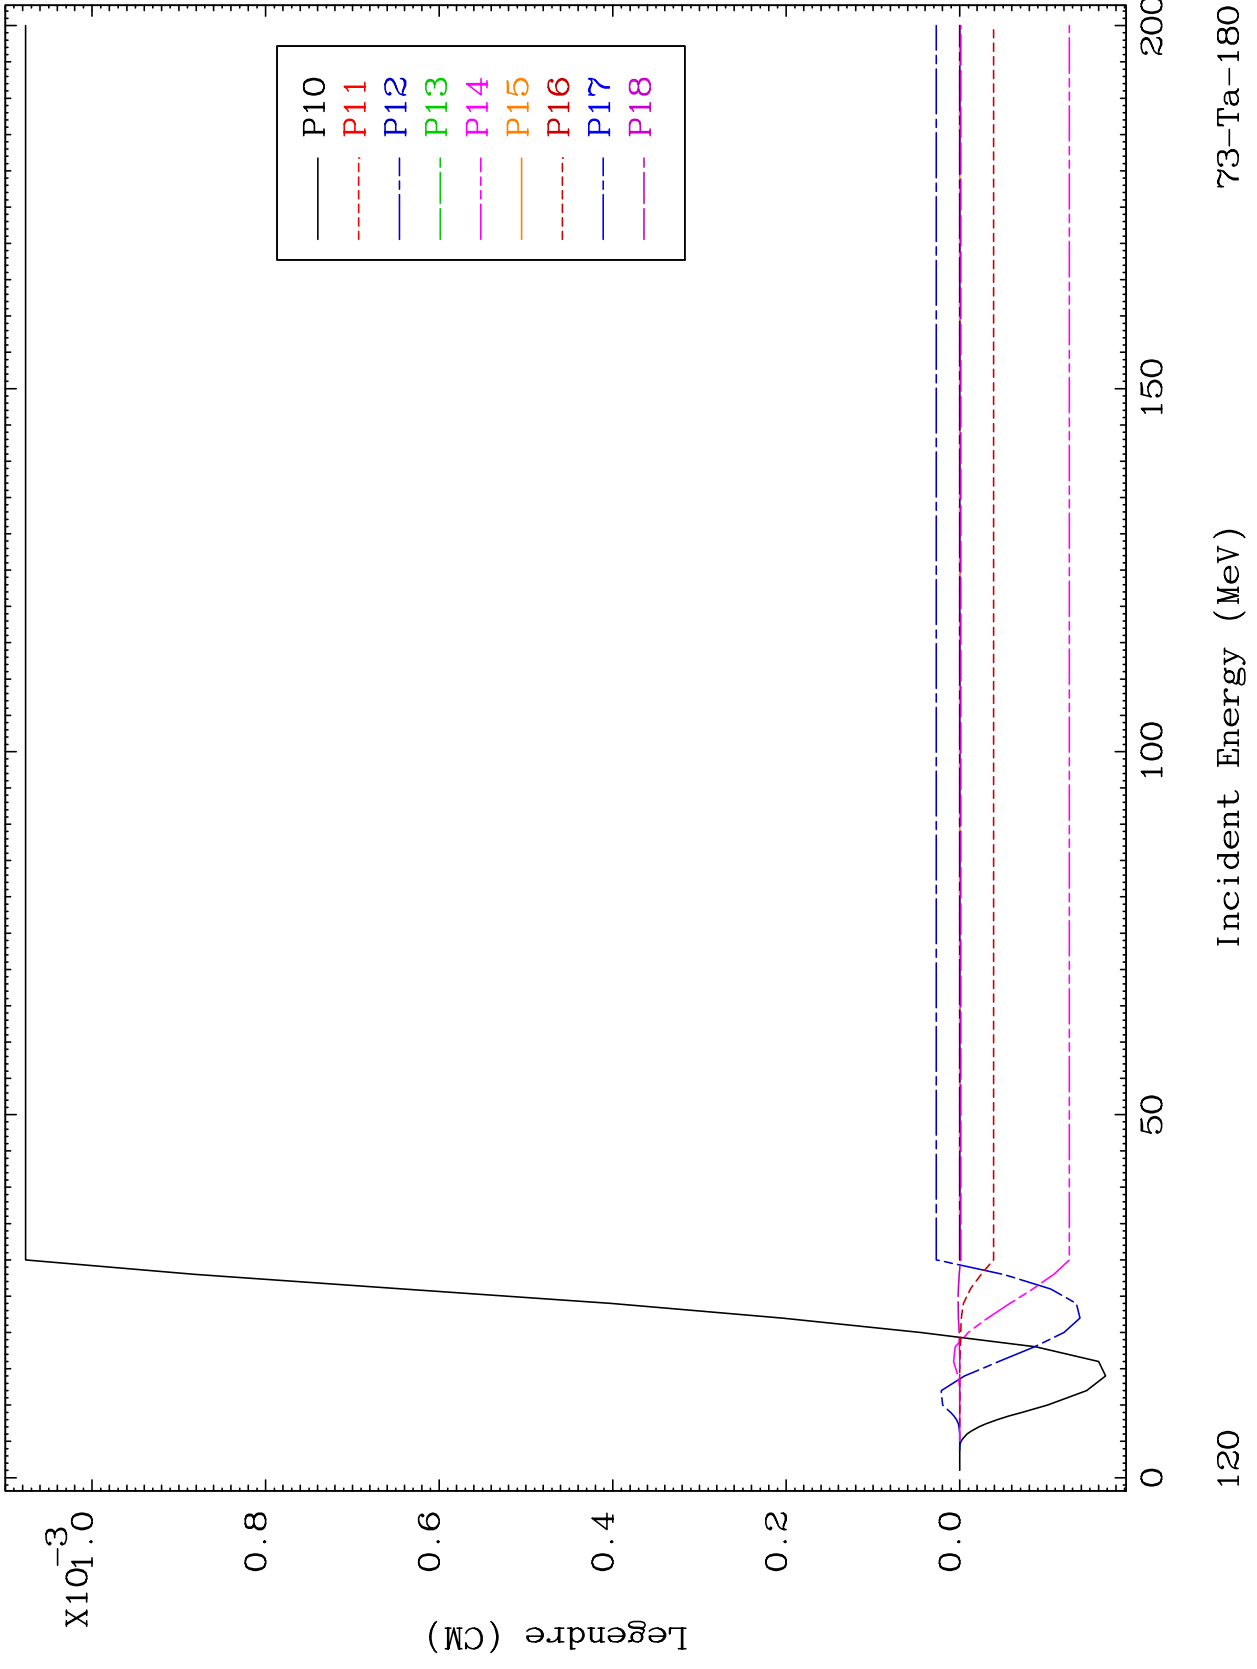 X10-3
1.0
0.8
0.6
0.4
0.2
0.0
Legendre (CM)
P10
P11
P12
P13
P14
P15
P16
P17
P18
0 50 100 150 200
120 Incident Energy (MeV) 73-Ta-180